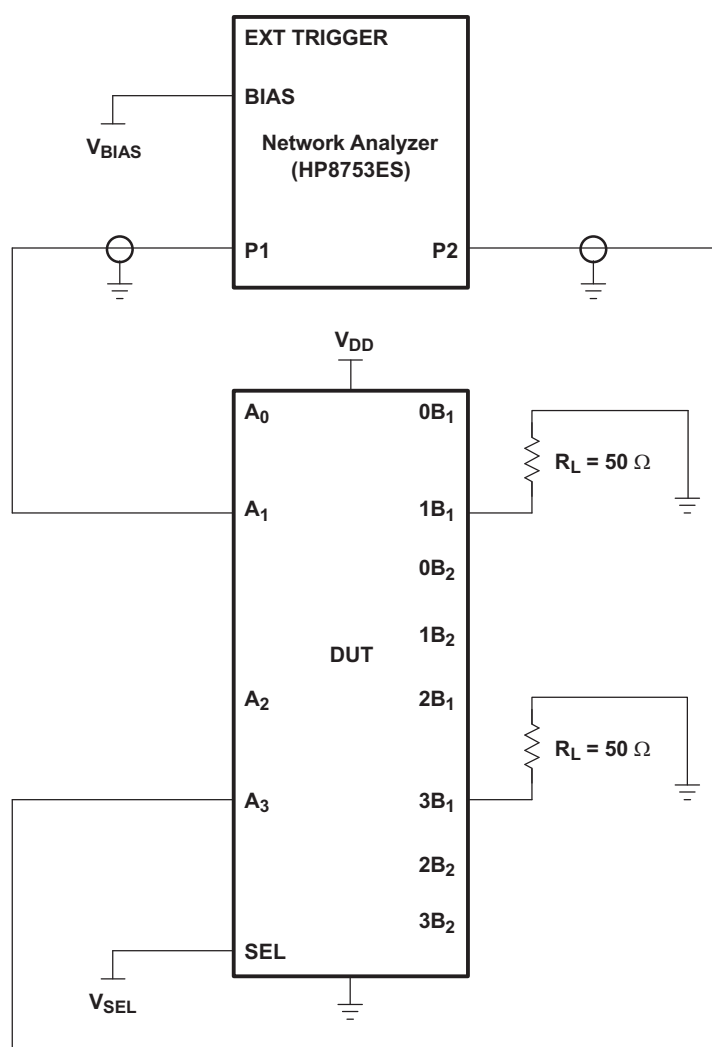 EXT TRIGGER
BIAS
V_BIAS
Network Analyzer
(HP8753ES)
P1
P2
V_DD
A_0
0B_1
R_L = 50 Ω
A_1
1B_1
0B_2
1B_2
DUT
A_2
2B_1
R_L = 50 Ω
A_3
3B_1
2B_2
3B_2
SEL
V_SEL